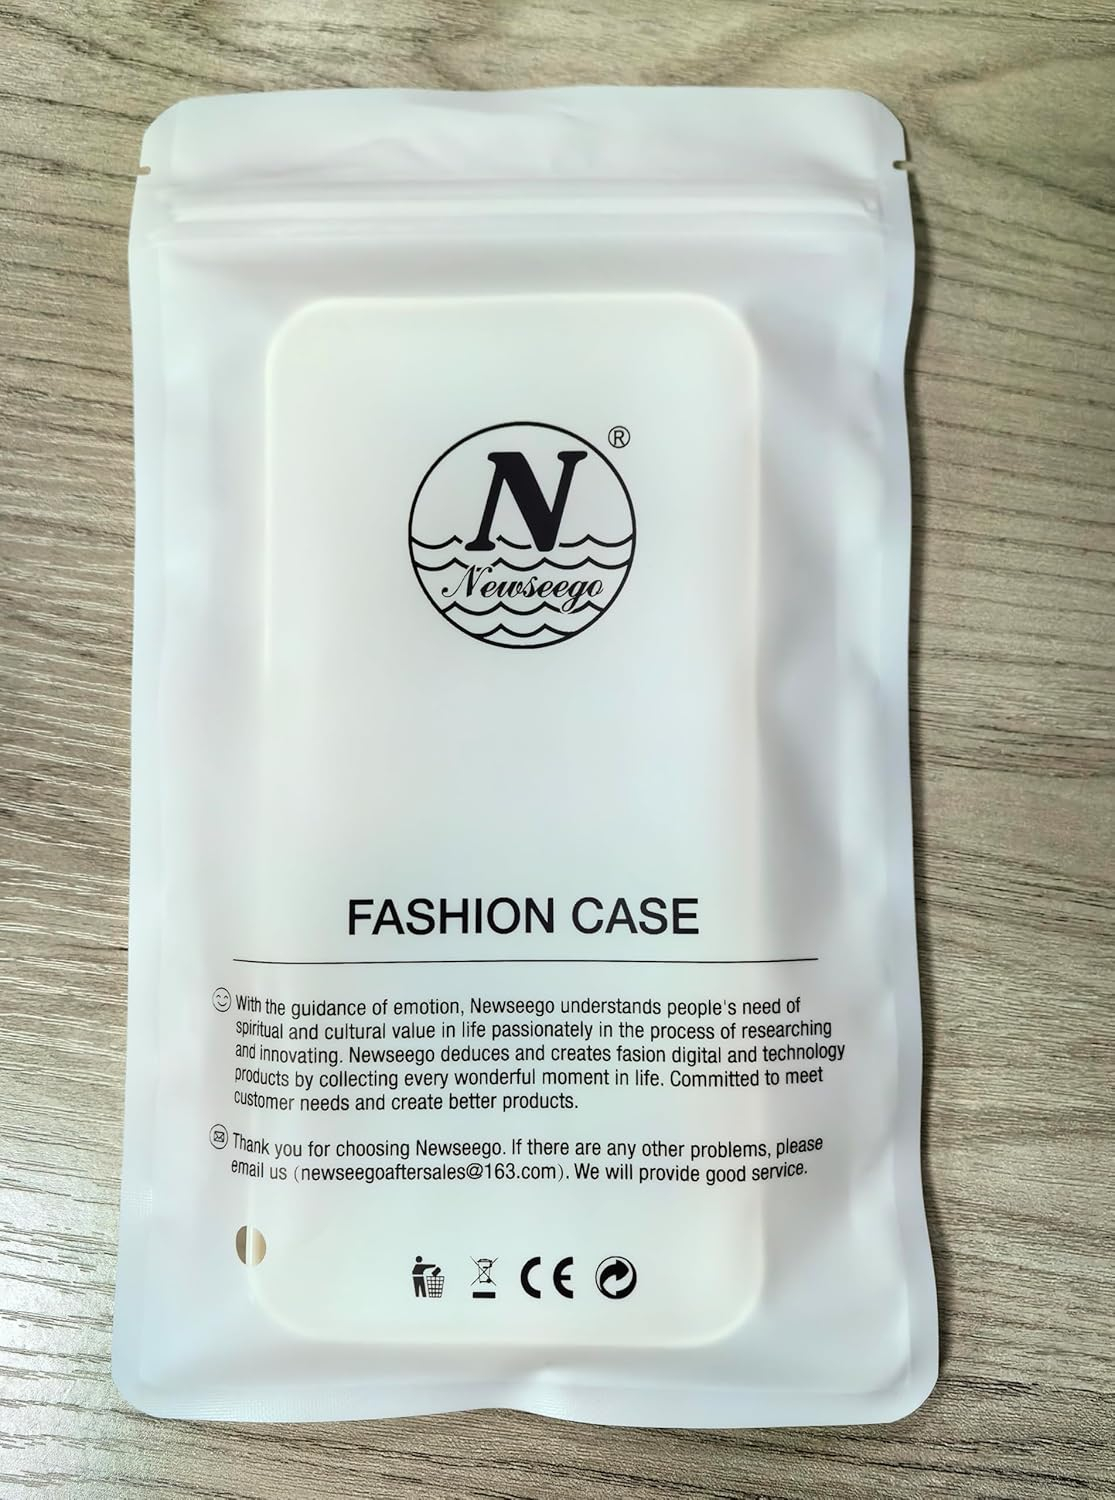 ®
N
Newseego
FASHION CASE
With the guidance of emotion, Newseego understands people's need of
spiritual and cultural value in life passionately in the process of researching
and innovating. Newseego deduces and creates fasion digital and technology
products by collecting every wonderful moment in life. Committed to meet
customer needs and create better products.
Thank you for choosing Newseego. If there are any other problems, please
email us (newseegoaftersales@163.com). We will provide good service.
CE